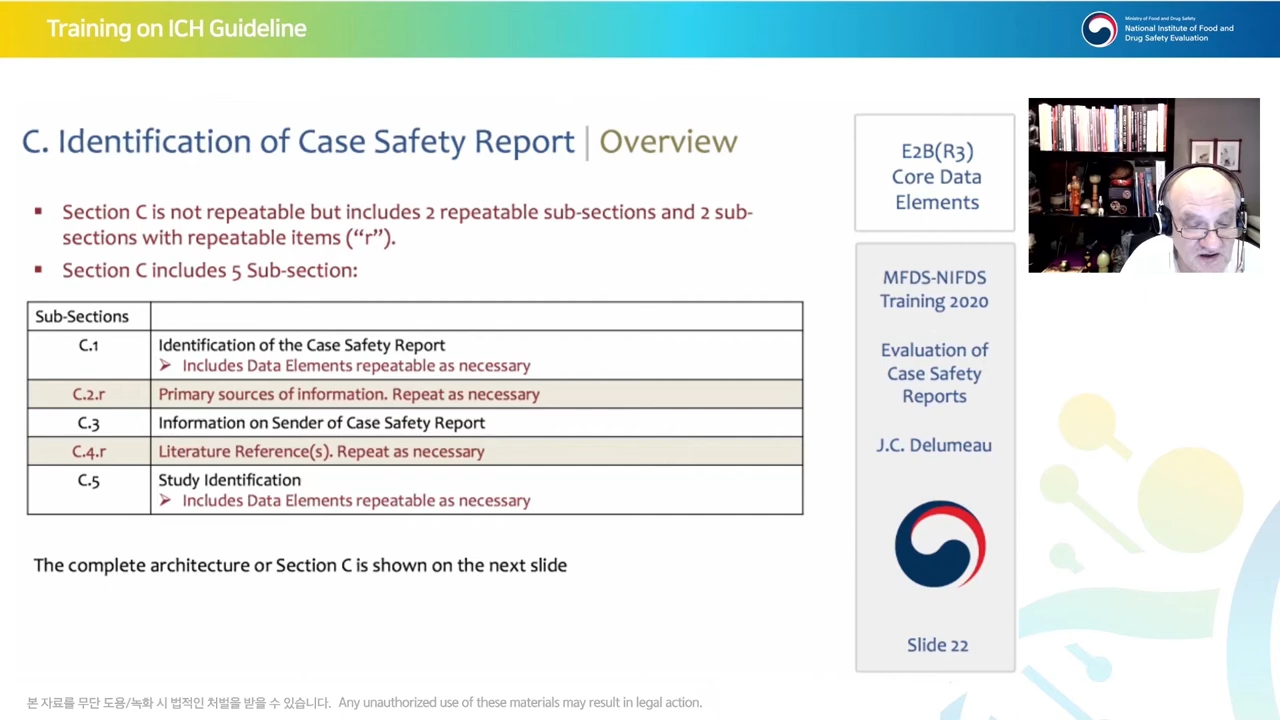 Training on ICH Guideline
Ministry of Food and Drug Safety
National Institute of Food and
Drug Safety Evaluation
C. Identification of Case Safety Report | Overview
▪ Section C is not repeatable but includes 2 repeatable sub-sections and 2 sub-
sections with repeatable items (“r”).
▪ Section C includes 5 Sub-section:
Sub-Sections
C.1 Identification of the Case Safety Report
➢ Includes Data Elements repeatable as necessary
C.2.r Primary sources of information. Repeat as necessary
C.3 Information on Sender of Case Safety Report
C.4.r Literature Reference(s). Repeat as necessary
C.5 Study Identification
➢ Includes Data Elements repeatable as necessary
The complete architecture or Section C is shown on the next slide
E2B(R3)
Core Data
Elements
MFDS-NIFDS
Training 2020
Evaluation of
Case Safety
Reports
J.C. Delumeau
Slide 22
본 자료를 무단 도용/녹화 시 법적인 처벌을 받을 수 있습니다. Any unauthorized use of these materials may result in legal action.